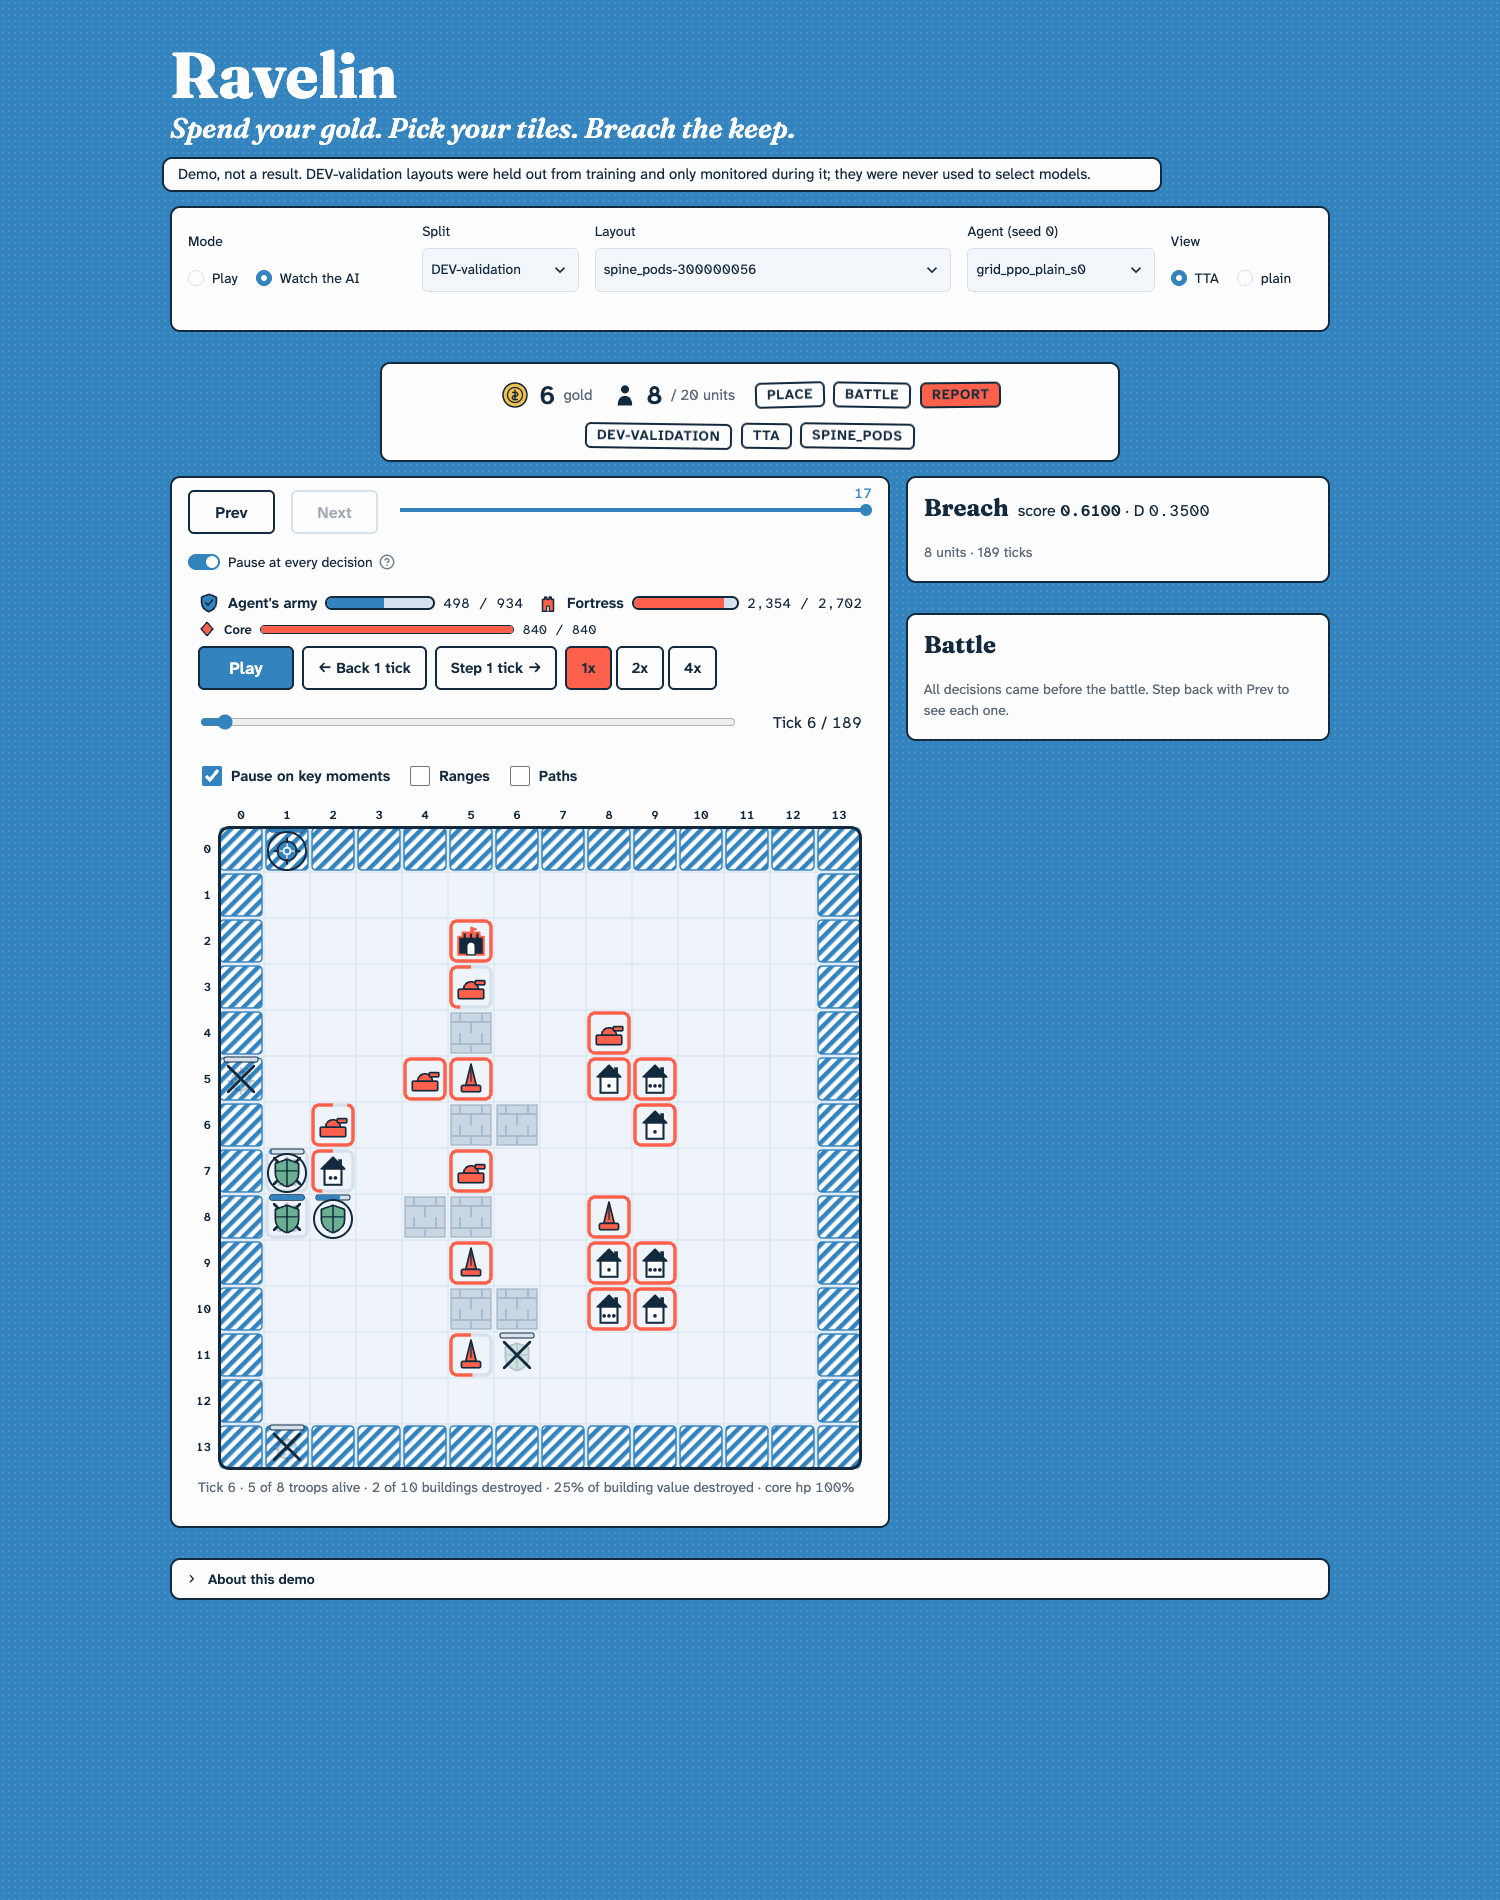 Ravelin
Spend your gold. Pick your tiles. Breach the keep.
Demo, not a result. DEV-validation layouts were held out from training and only monitored during it; they were never used to select models.
Mode
Play
Watch the AI
Split
DEV-validation
Layout
spine_pods-300000056
Agent (seed 0)
grid_ppo_plain_s0
View
TTA
plain
6 gold
8 / 20 units
PLACE
BATTLE
REPORT
DEV-VALIDATION
TTA
SPINE_PODS
Prev
Next
17
Pause at every decision
Agent's army 498 / 934
Fortress 2,354 / 2,702
Core 840 / 840
Play
← Back 1 tick
Step 1 tick →
1x
2x
4x
Tick 6 / 189
Pause on key moments
Ranges
Paths
0 1 2 3 4 5 6 7 8 9 10 11 12 13
0
1
2
3
4
5
6
7
8
9
10
11
12
13
Tick 6 · 5 of 8 troops alive · 2 of 10 buildings destroyed · 25% of building value destroyed · core hp 100%
Breach score 0.6100 · D 0.3500
8 units · 189 ticks
Battle
All decisions came before the battle. Step back with Prev to
see each one.
About this demo